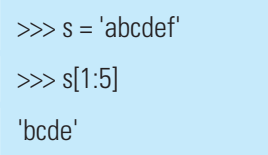 >>> s = 'abcdef'
>>> s[1:5]
'bcde'